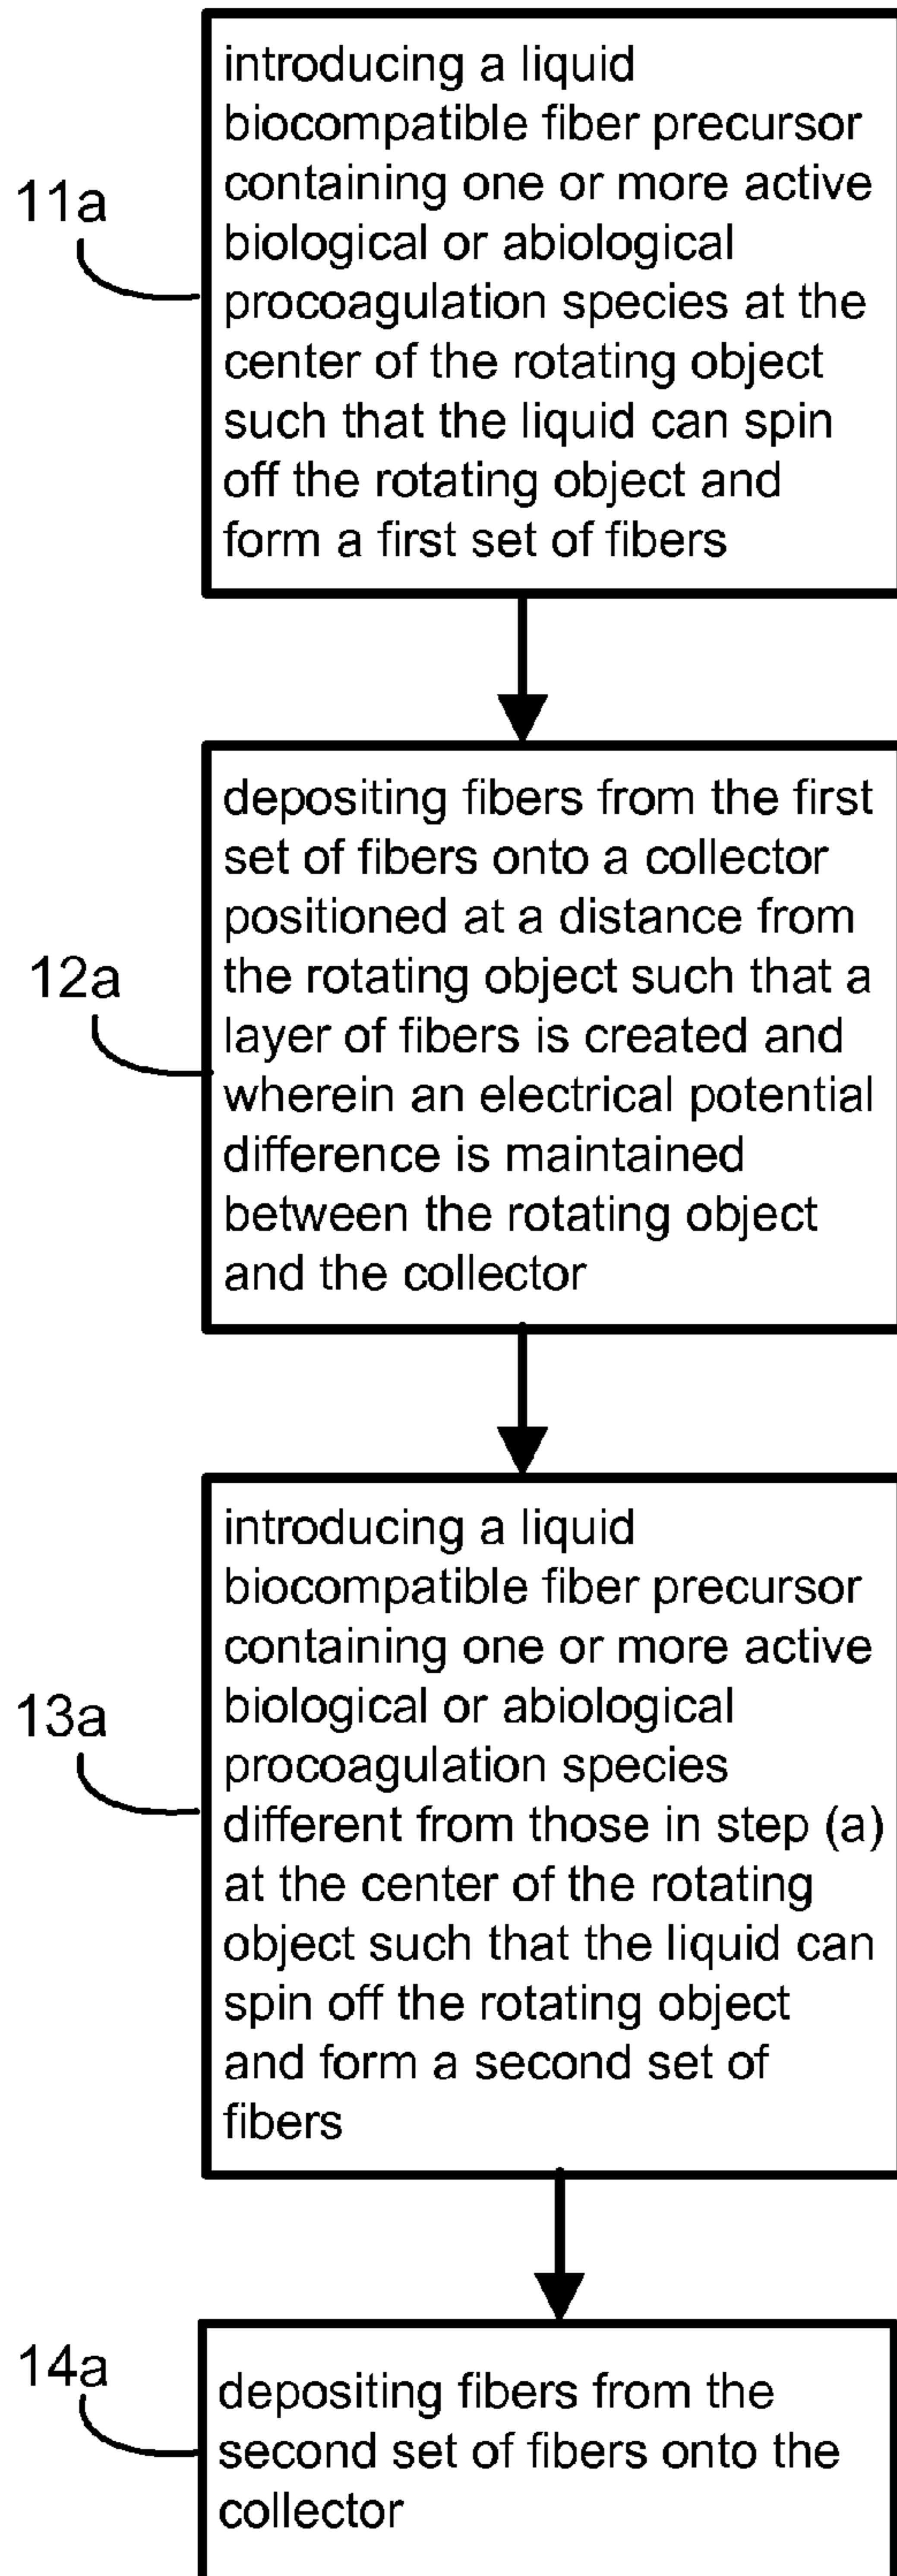 introducing a liquid
biocompatible fiber precursor
containing one or more active
biological or abiological
procoagulation species at the
center of the rotating object
such that the liquid can spin
off the rotating object and
form a first set of fibers
11a
depositing fibers from the first
set of fibers onto a collector
positioned at a distance from
the rotating object such that a
layer of fibers is created and
wherein an electrical potential
difference is maintained
between the rotating object
and the collector
12a
introducing a liquid
biocompatible fiber precursor
containing one or more active
biological or abiological
procoagulation species
different from those in step (a)
at the center of the rotating
object such that the liquid can
spin off the rotating object
and form a second set of
fibers
13a
depositing fibers from the
second set of fibers onto the
collector
14a